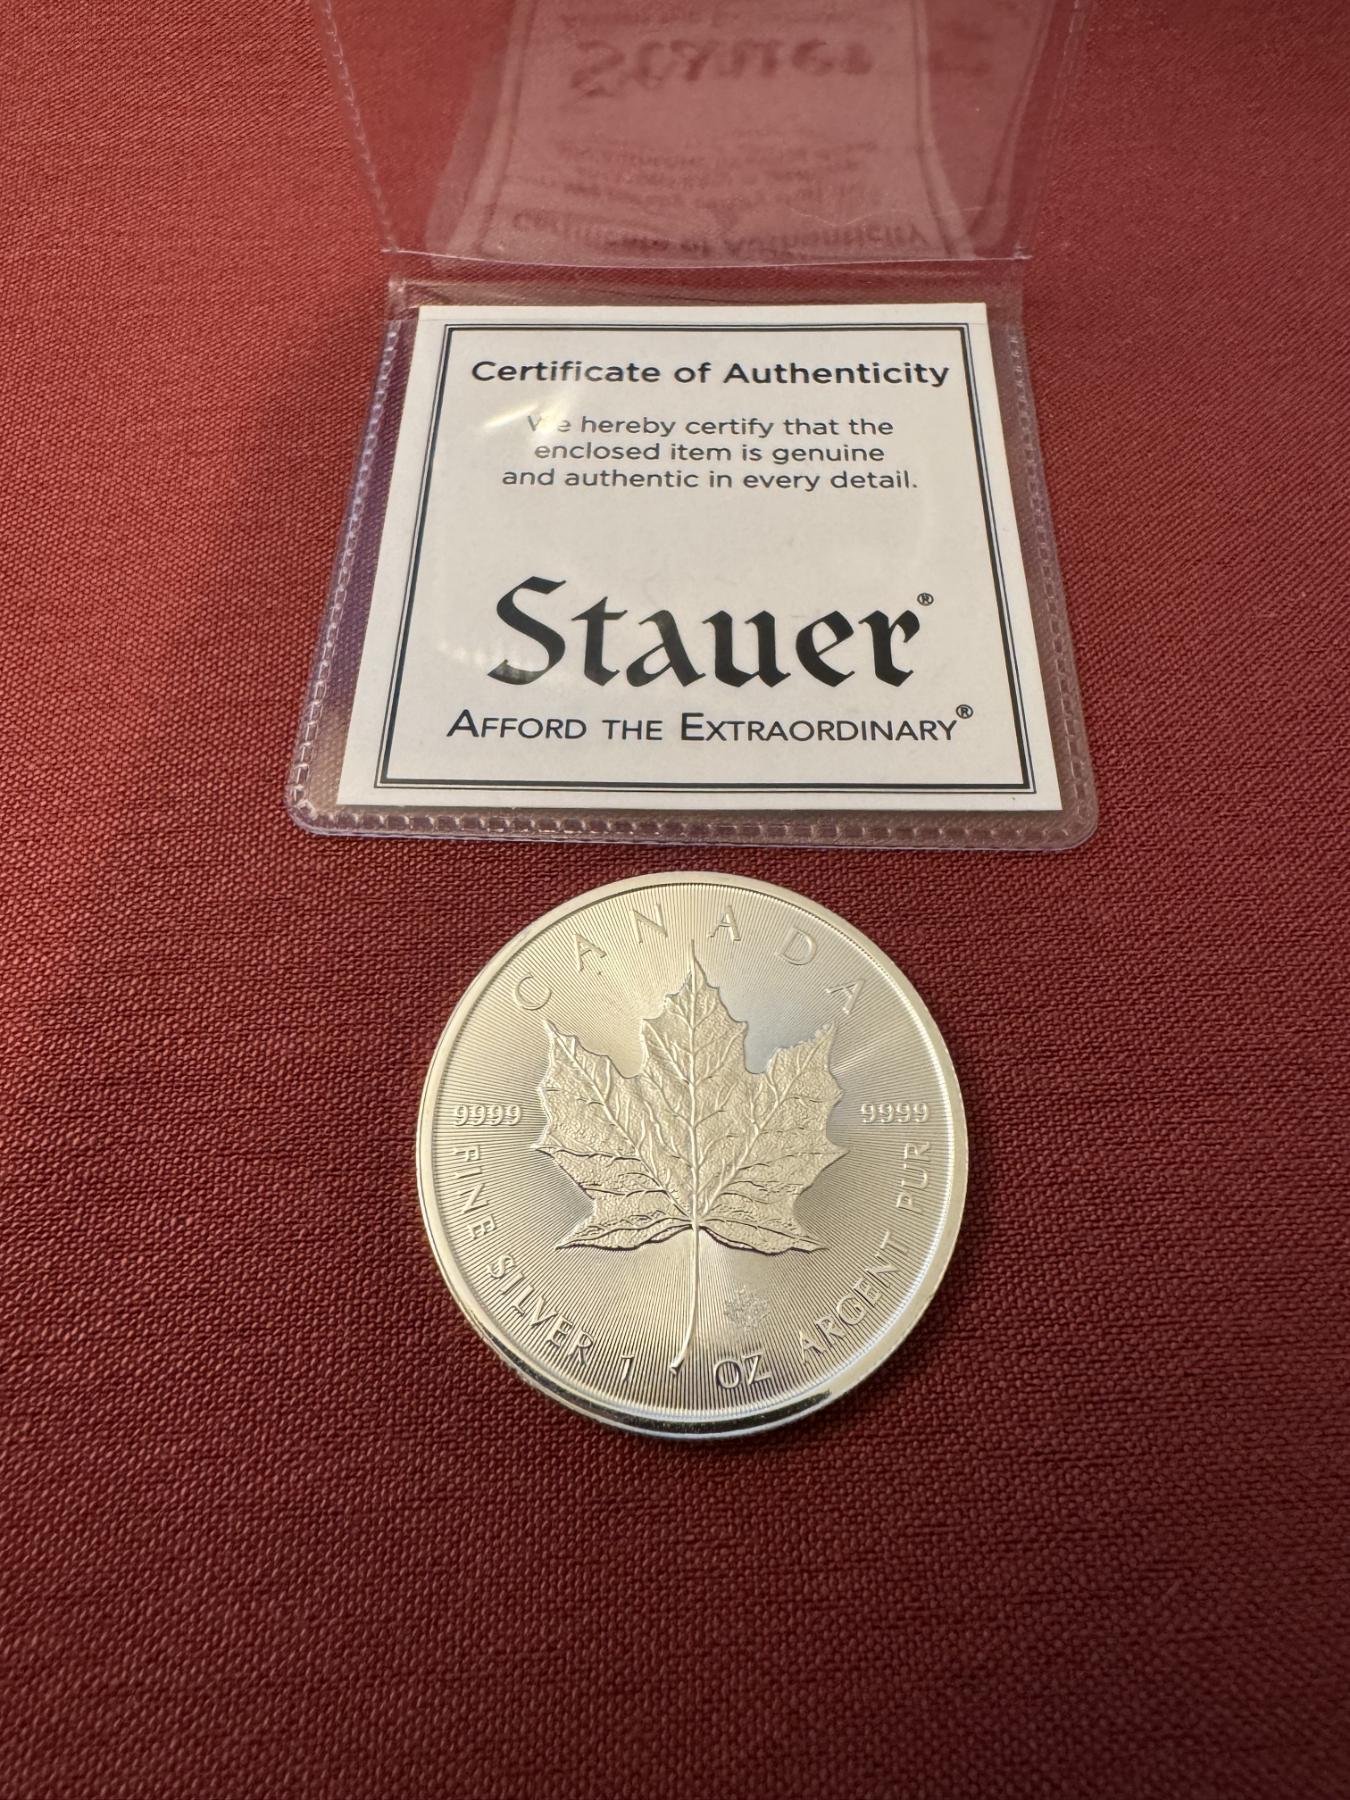 Certificate of Authenticity
We hereby certify that the
enclosed item is genuine
and authentic in every detail.
Stauer®
AFFORD THE EXTRAORDINARY®
CANADA
9999 9999
FINE SILVER 1 OZ ARGENT PUR